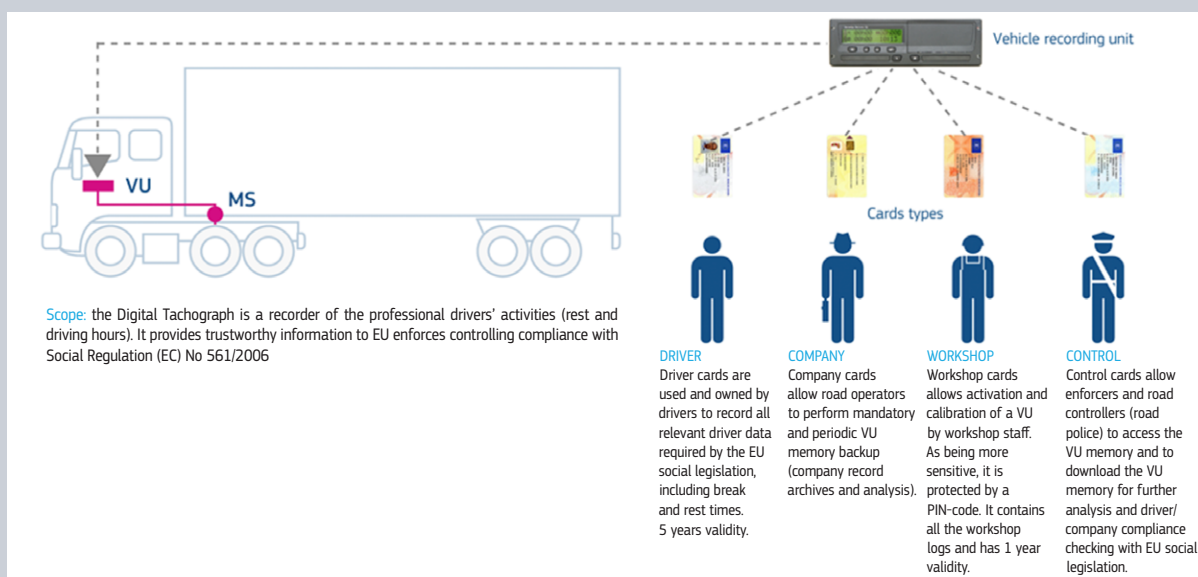 Vehicle recording unit
VU
MS
Cards types
Scope: the Digital Tachograph is a recorder of the professional drivers’ activities (rest and
driving hours). It provides trustworthy information to EU enforces controlling compliance with
Social Regulation (EC) No 561/2006
DRIVER
Driver cards are
used and owned by
drivers to record all
relevant driver data
required by the EU
social legislation,
including break
and rest times.
5 years validity.
COMPANY
Company cards
allow road operators
to perform mandatory
and periodic VU
memory backup
(company record
archives and analysis).
WORKSHOP
Workshop cards
allows activation and
calibration of a VU
by workshop staff.
As being more
sensitive, it is
protected by a
PIN-code. It contains
all the workshop
logs and has 1 year
validity.
CONTROL
Control cards allow
enforcers and road
controllers (road
police) to access the
VU memory and to
download the VU
memory for further
analysis and driver/
company compliance
checking with EU social
legislation.